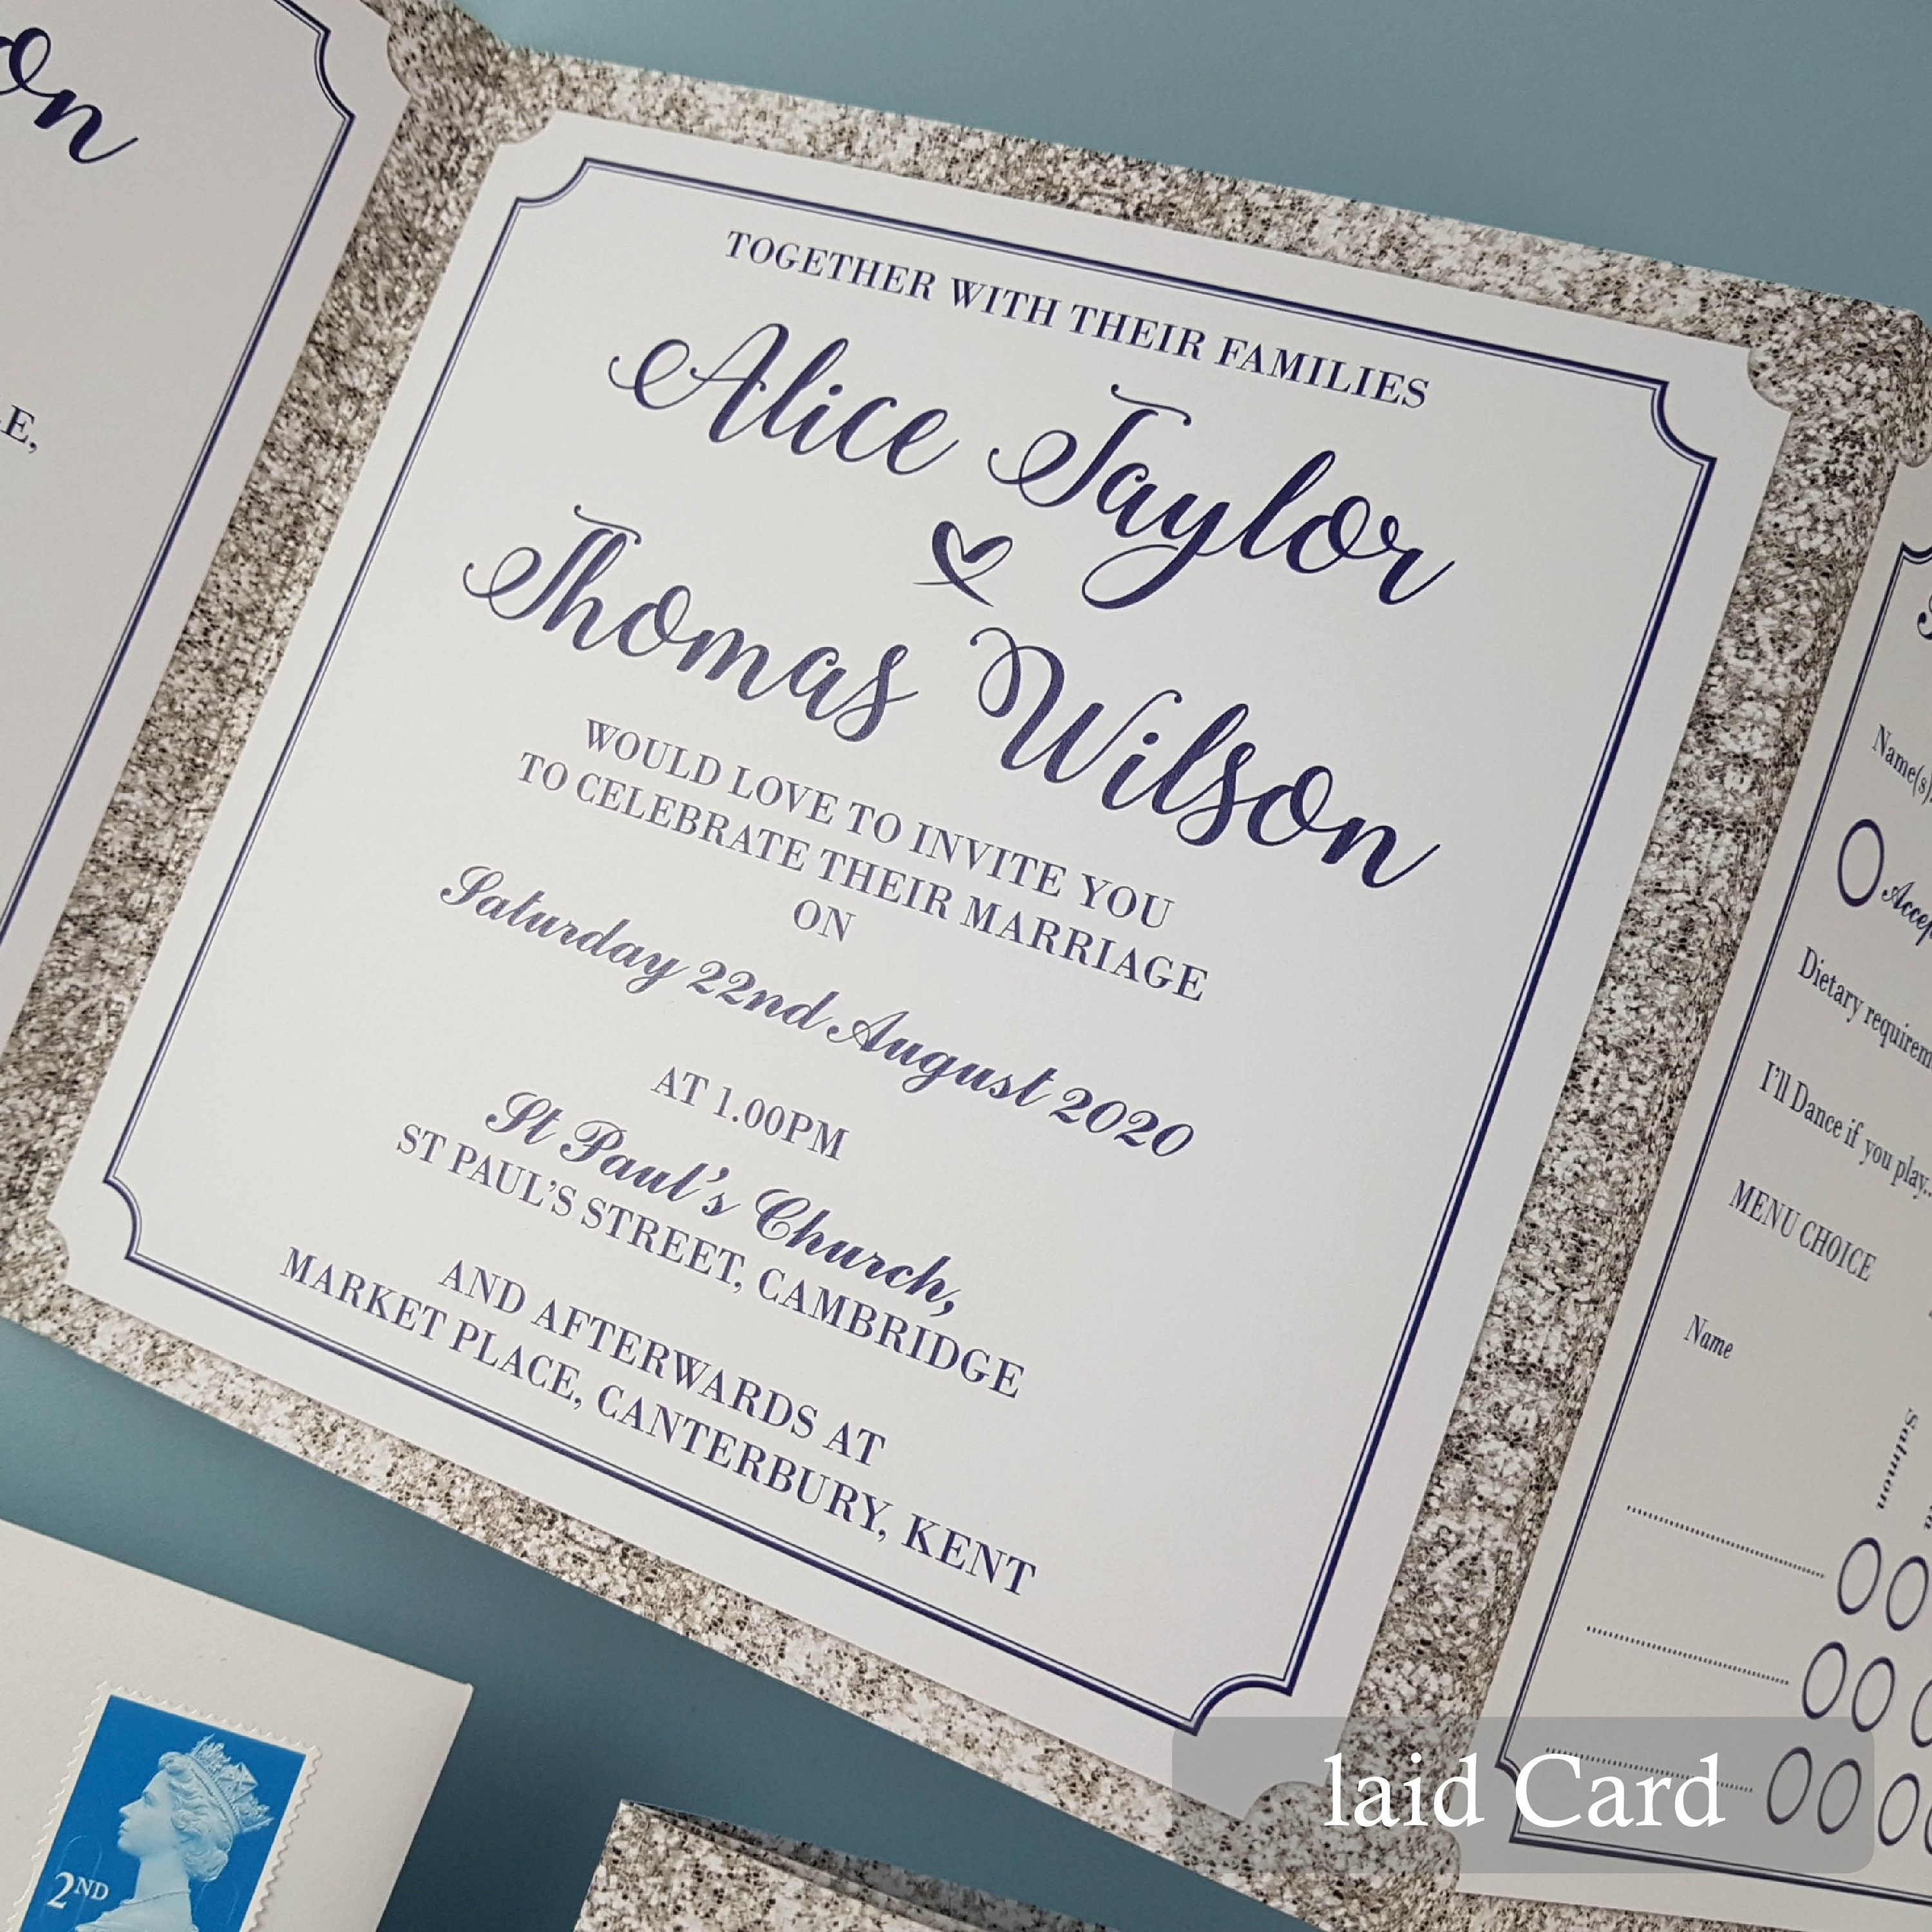 on
TOGETHER WITH THEIR FAMILIES
Alice Taylor
Thomas Wilson
WOULD LOVE TO INVITE YOU
TO CELEBRATE THEIR MARRIAGE
ON
Saturday 22nd August 2020
AT 1.00PM
St Paul's Church,
ST PAUL'S STREET, CAMBRIDGE
AND AFTERWARDS AT
MARKET PLACE, CANTERBURY, KENT
Name(s)
Dietary
I'll Dance if you play..
MENU CHOICE
Name
Salmon
2ND
laid Card